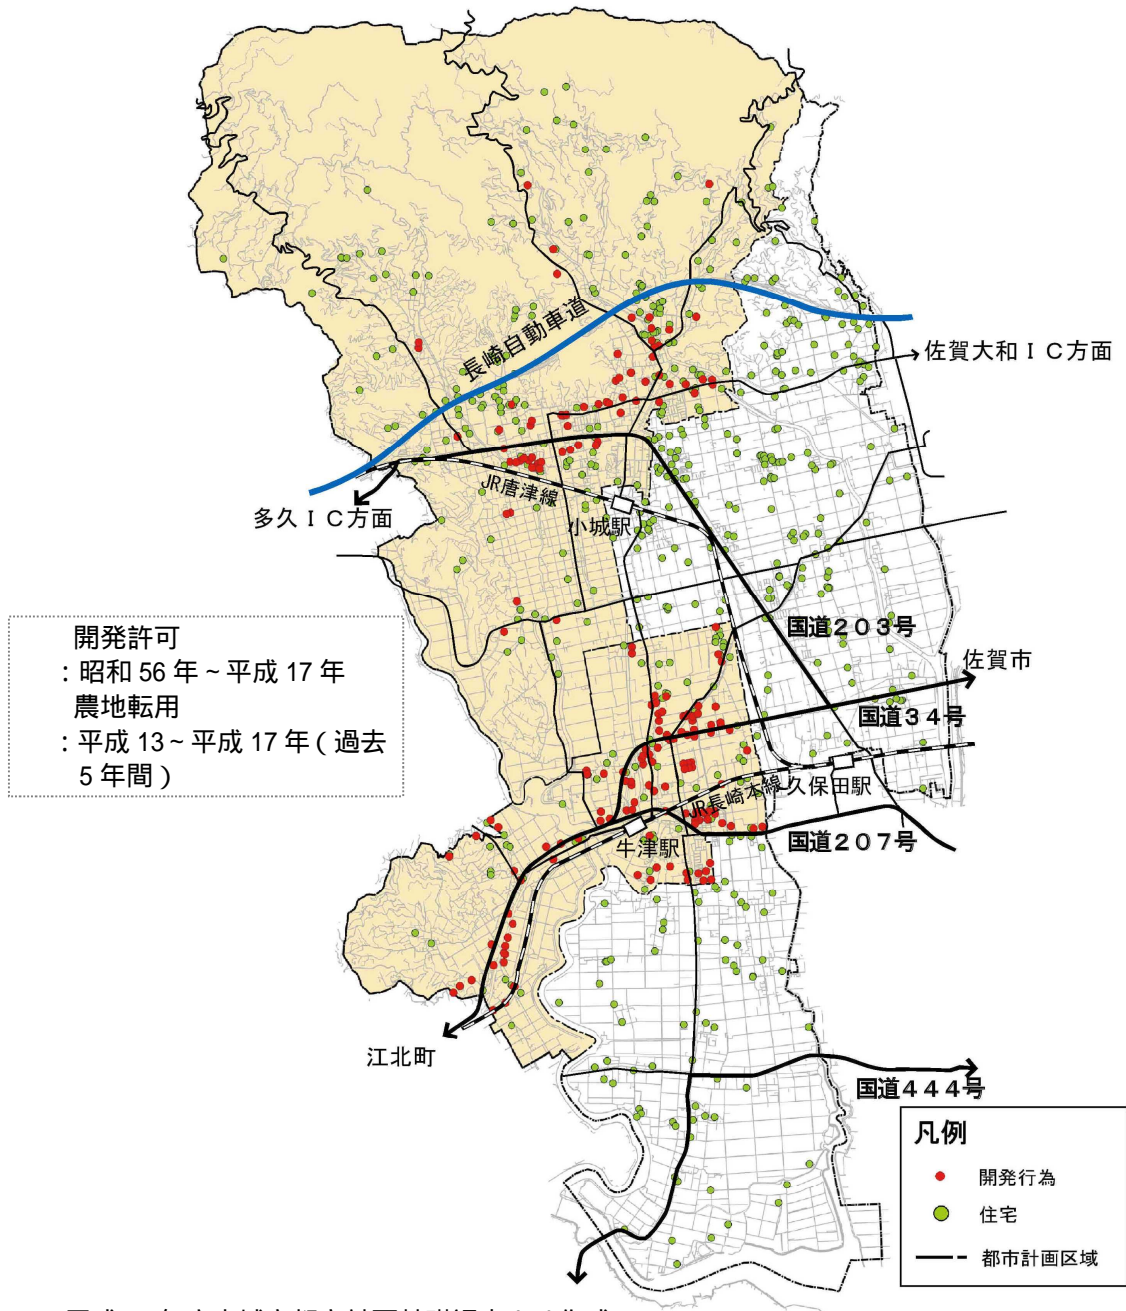 長崎自動車道
佐賀大和ＩＣ方面
JR唐津線
多久ＩＣ方面
小城駅
開発許可
：昭和 56 年～平成 17 年
農地転用
：平成 13～平成 17 年（過去
5 年間）
国道２０３号
佐賀市
国道３４号
JR長崎本線
久保田駅
牛津駅
国道２０７号
江北町
国道４４４号
凡例
開発行為
住宅
都市計画区域